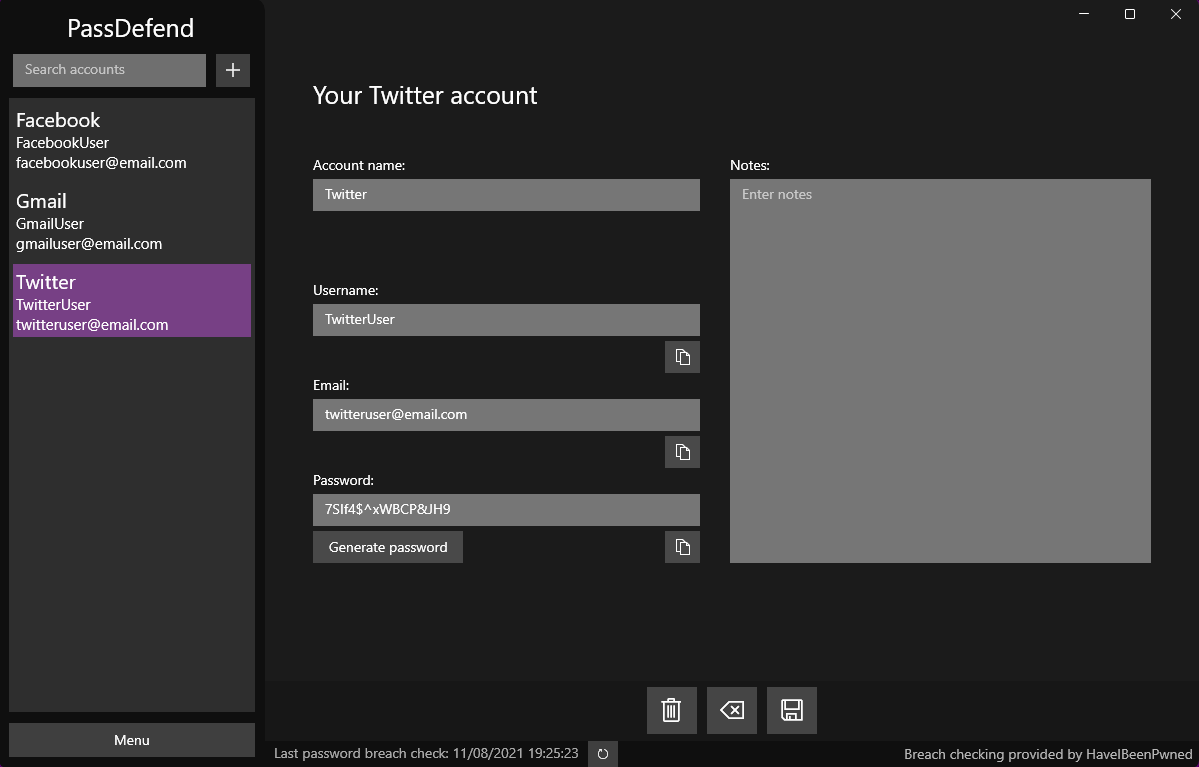 PassDefend
Search accounts
Facebook
FacebookUser
facebookuser@email.com
Gmail
GmailUser
gmailuser@email.com
Twitter
TwitterUser
twitteruser@email.com
Menu
Your Twitter account
Account name:
Twitter
Username:
TwitterUser
Email:
twitteruser@email.com
Password:
7SIf4$^xWBCP&JH9
Generate password
Notes:
Enter notes
Last password breach check: 11/08/2021 19:25:23
Breach checking provided by HaveIBeenPwned